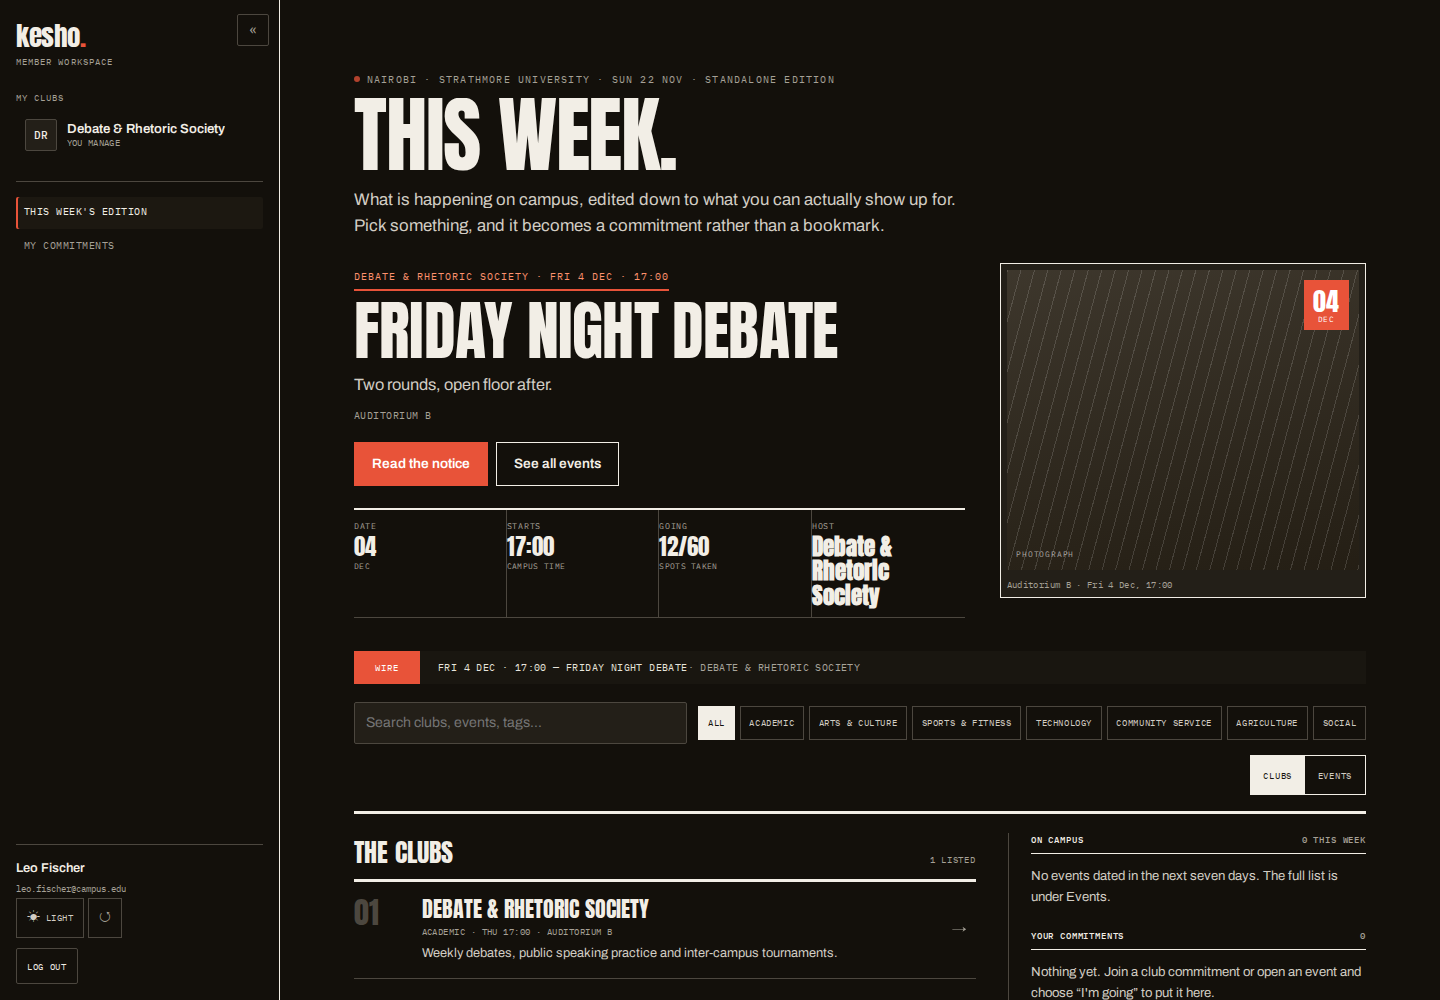 kesho.
«
MEMBER WORKSPACE
MY CLUBS
DR
Debate & Rhetoric Society
YOU MANAGE
THIS WEEK'S EDITION
MY COMMITMENTS
Leo Fischer
leo.fischer@campus.edu
LIGHT
LOG OUT
NAIROBI · STRATHMORE UNIVERSITY · SUN 22 NOV · STANDALONE EDITION
THIS WEEK.
What is happening on campus, edited down to what you can actually show up for.
Pick something, and it becomes a commitment rather than a bookmark.
DEBATE & RHETORIC SOCIETY · FRI 4 DEC · 17:00
FRIDAY NIGHT DEBATE
Two rounds, open floor after.
AUDITORIUM B
Read the notice
See all events
DATE
04
DEC
STARTS
17:00
CAMPUS TIME
GOING
12/60
SPOTS TAKEN
HOST
Debate &
Rhetoric
Society
04
DEC
PHOTOGRAPH
Auditorium B · Fri 4 Dec, 17:00
WIRE
FRI 4 DEC · 17:00 — FRIDAY NIGHT DEBATE· DEBATE & RHETORIC SOCIETY
Search clubs, events, tags...
ALL
ACADEMIC
ARTS & CULTURE
SPORTS & FITNESS
TECHNOLOGY
COMMUNITY SERVICE
AGRICULTURE
SOCIAL
CLUBS
EVENTS
THE CLUBS
1 LISTED
01
DEBATE & RHETORIC SOCIETY
ACADEMIC · THU 17:00 · AUDITORIUM B
Weekly debates, public speaking practice and inter-campus tournaments.
→
ON CAMPUS
0 THIS WEEK
No events dated in the next seven days. The full list is
under Events.
YOUR COMMITMENTS
0
Nothing yet. Join a club commitment or open an event and
choose “I'm going” to put it here.